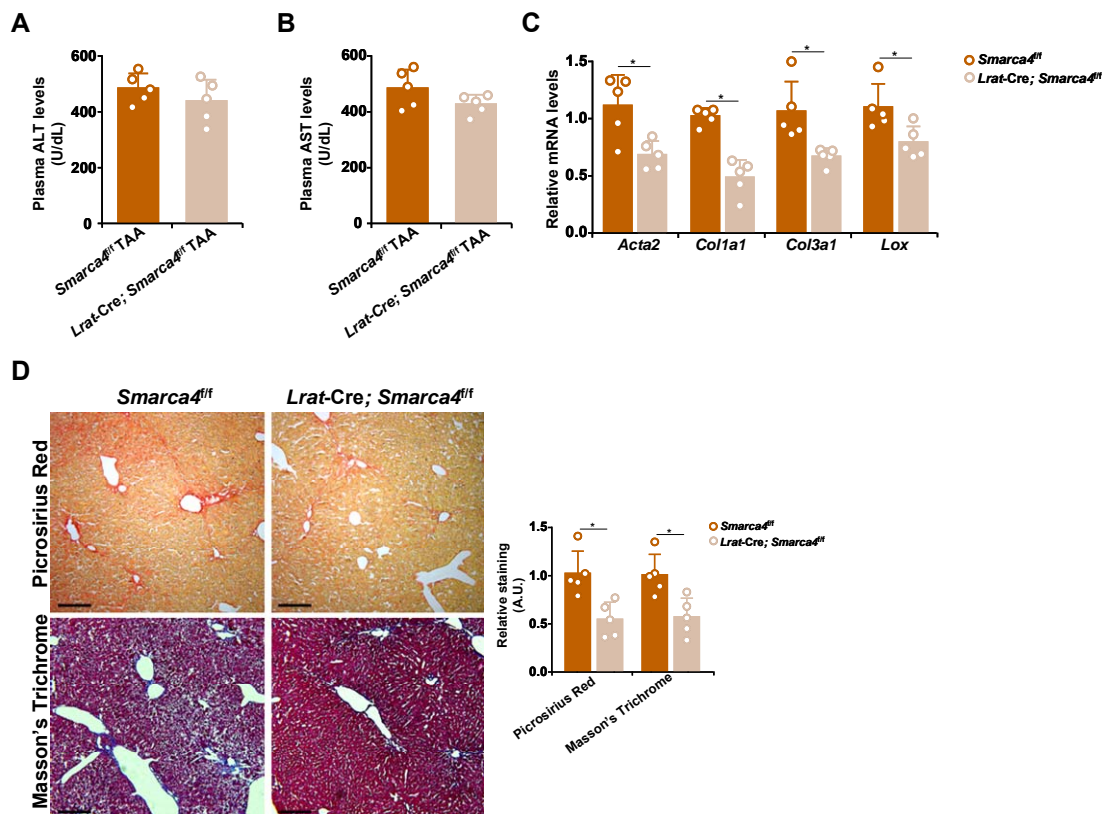 A
Plasma ALT levels
(U/dL)
600
400
200
0
Smarca4f/f TAA
Lrat-Cre; Smarca4f/f TAA
B
Plasma AST levels
(U/dL)
600
400
200
0
Smarca4f/f TAA
Lrat-Cre; Smarca4f/f TAA
C
Relative mRNA levels
1.5
1.0
0.5
0.0
* * * *
Acta2 Col1a1 Col3a1 Lox
Smarca4f/f
Lrat-Cre; Smarca4f/f
D
Smarca4f/f Lrat-Cre; Smarca4f/f
Picrosirius Red
Masson's Trichrome
Relative staining
(A.U.)
1.5
1.0
0.5
0.0
* *
Picrosirius Red
Masson's Trichrome
Smarca4f/f
Lrat-Cre; Smarca4f/f